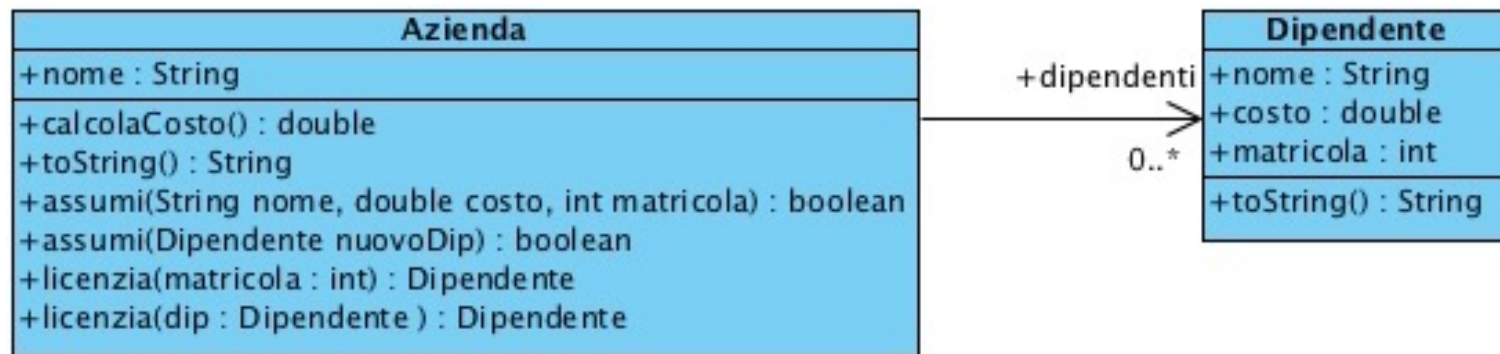 Azienda
+nome : String
+calcolaCosto() : double
+toString() : String
+assumi(String nome, double costo, int matricola) : boolean
+assumi(Dipendente nuovoDip) : boolean
+licenzia(matricola : int) : Dipendente
+licenzia(dip : Dipendente ) : Dipendente
+dipendenti
0..*
Dipendente
+nome : String
+costo : double
+matricola : int
+toString() : String